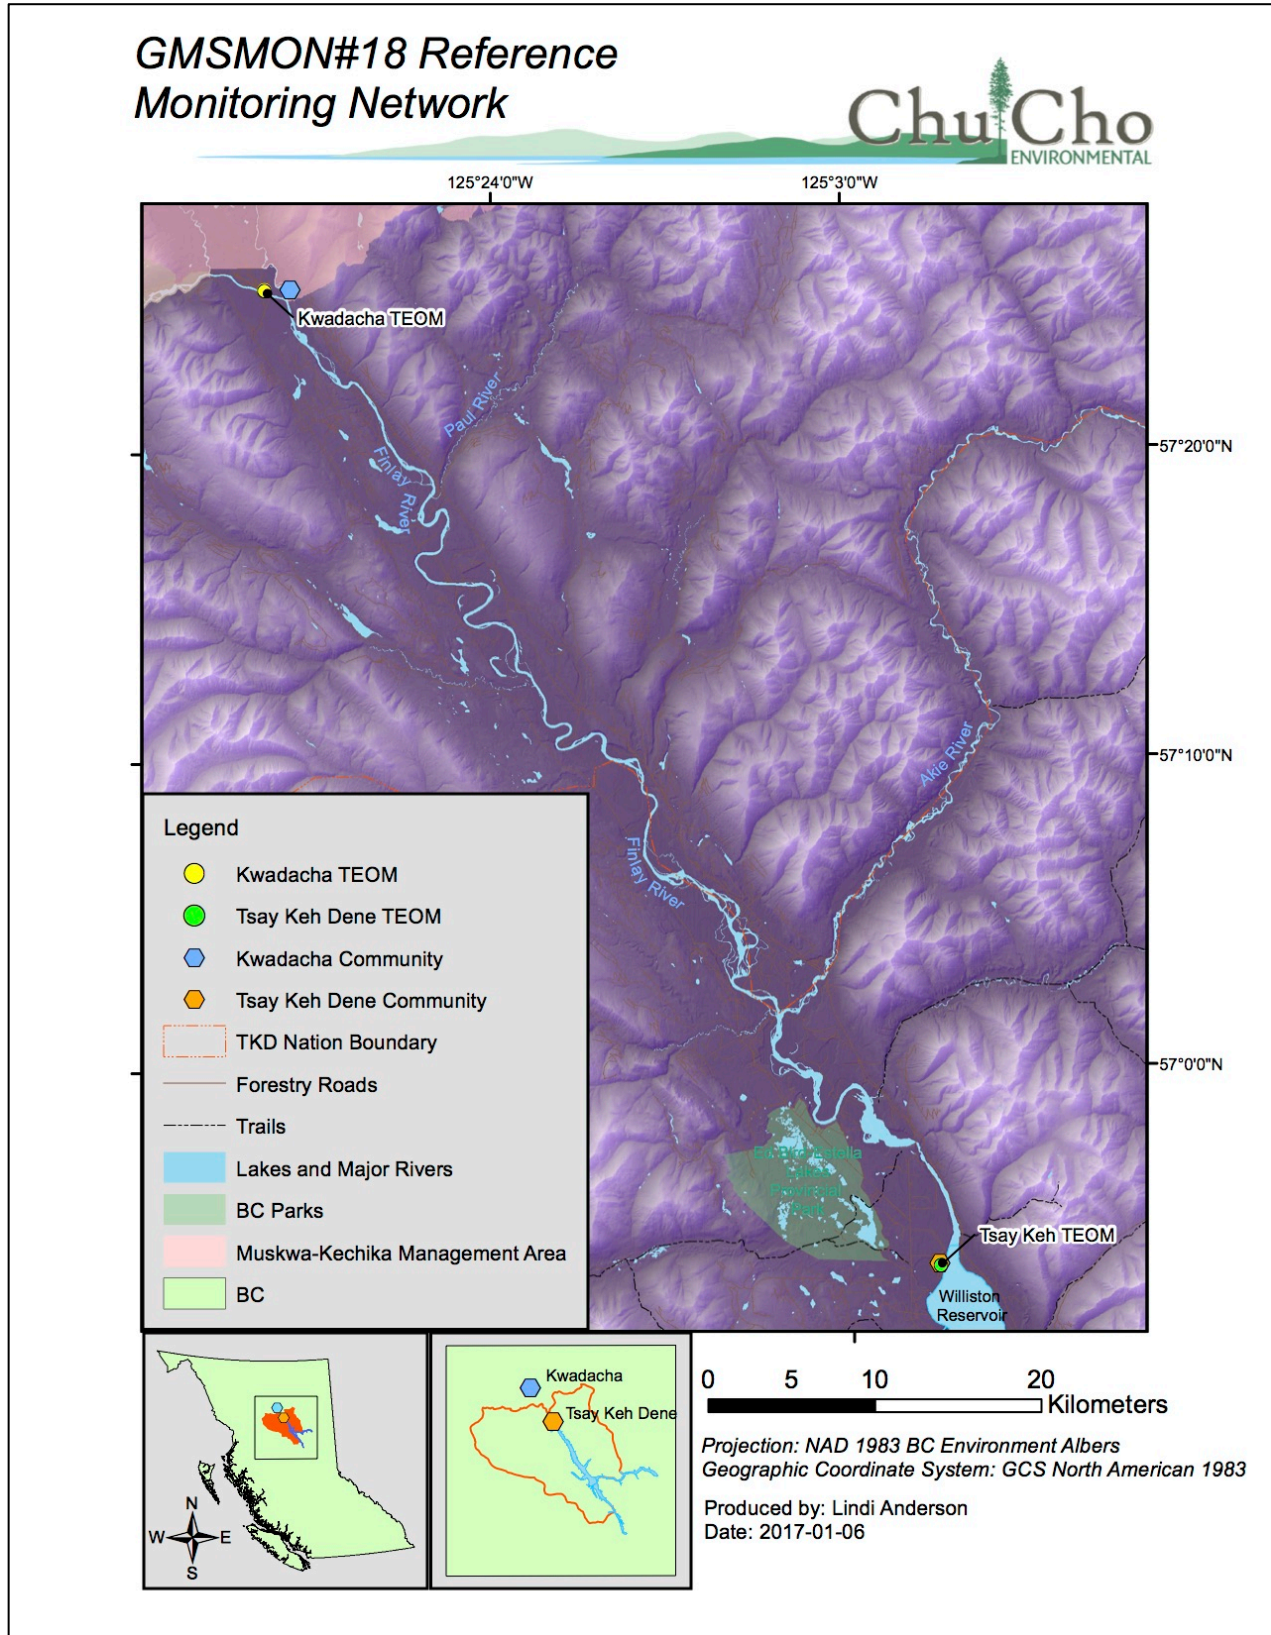 GMSMON#18 Reference
Monitoring Network
Chu Cho
ENVIRONMENTAL
125°24'0"W
125°3'0"W
Kwadacha TEOM
Paul River
Finlay River
57°20'0"N
57°10'0"N
Akie River
Finlay River
57°0'0"N
Lakes
Provincial
Park
Tsay Keh TEOM
Williston
Reservoir
Legend
Kwadacha TEOM
Tsay Keh Dene TEOM
Kwadacha Community
Tsay Keh Dene Community
TKD Nation Boundary
Forestry Roads
Trails
Lakes and Major Rivers
BC Parks
Muskwa-Kechika Management Area
BC
N
W
E
S
Kwadacha
Tsay Keh Dene
0 5 10 20
Kilometers
Projection: NAD 1983 BC Environment Albers
Geographic Coordinate System: GCS North American 1983
Produced by: Lindi Anderson
Date: 2017-01-06